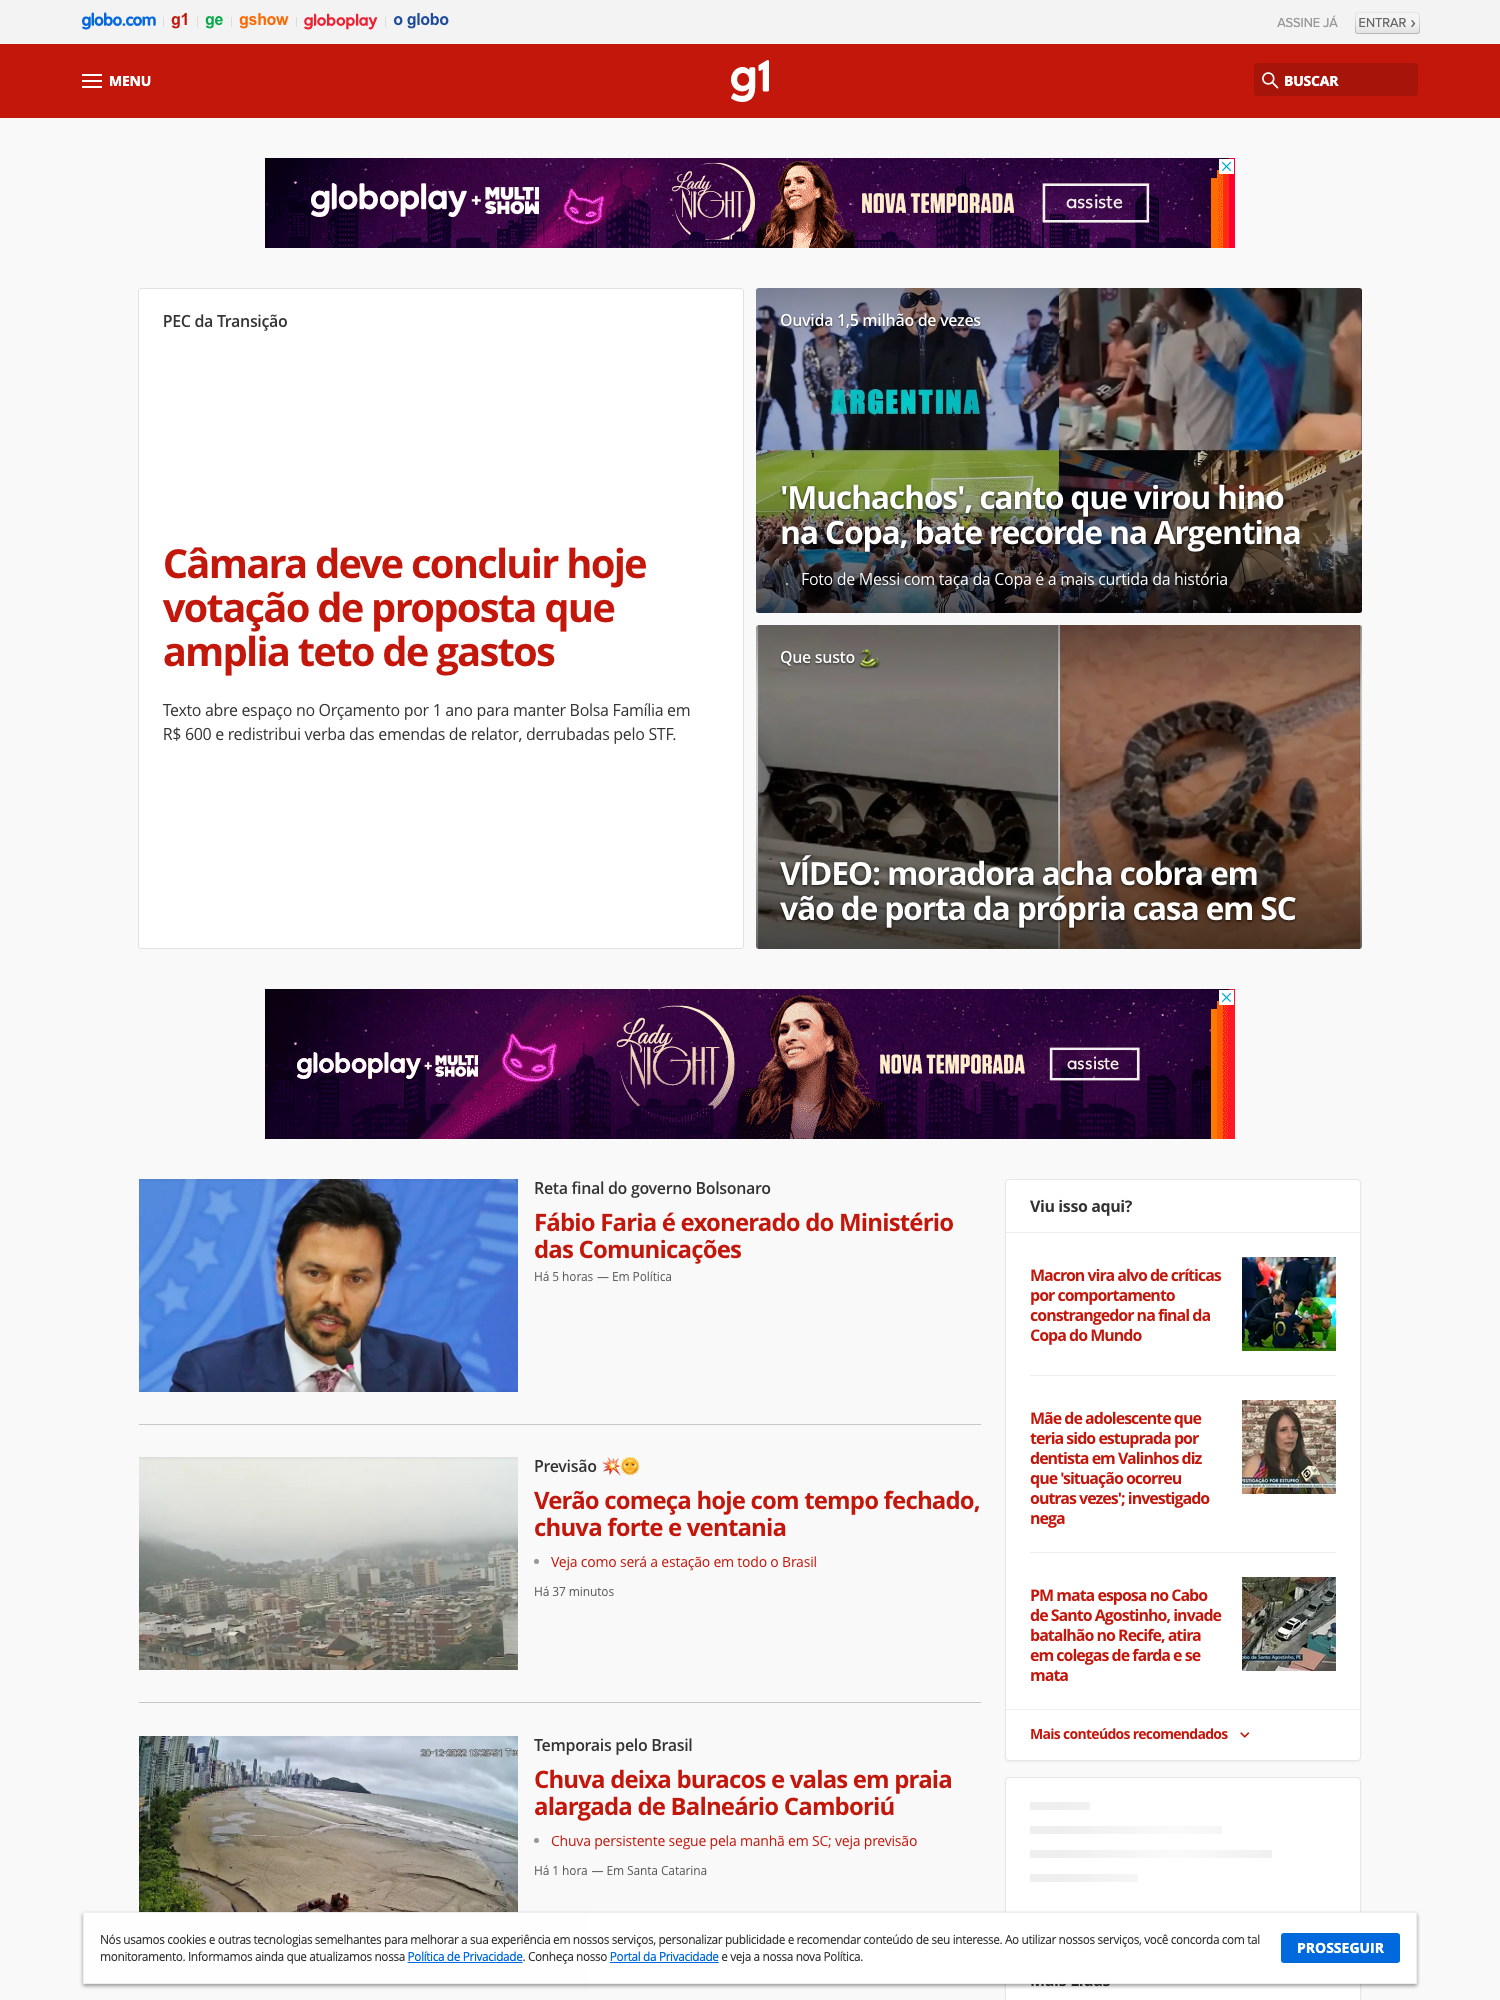 globo.com g1 ge gshow globoplay o globo
ASSINE JÁ ENTRAR ›
MENU
g1
BUSCAR
globoplay + MULTI SHOW
Lady NIGHT
NOVA TEMPORADA
assiste
PEC da Transição
Câmara deve concluir hoje
votação de proposta que
amplia teto de gastos
Texto abre espaço no Orçamento por 1 ano para manter Bolsa Família em
R$ 600 e redistribui verba das emendas de relator, derrubadas pelo STF.
Ouvida 1,5 milhão de vezes
ARGENTINA
'Muchachos', canto que virou hino
na Copa, bate recorde na Argentina
Foto de Messi com taça da Copa é a mais curtida da história
Que susto 🐍
VÍDEO: moradora acha cobra em
vão de porta da própria casa em SC
globoplay + MULTI SHOW
Lady NIGHT
NOVA TEMPORADA
assiste
Reta final do governo Bolsonaro
Fábio Faria é exonerado do Ministério
das Comunicações
Há 5 horas — Em Política
Previsão 💥🌞
Verão começa hoje com tempo fechado,
chuva forte e ventania
Veja como será a estação em todo o Brasil
Há 37 minutos
Temporais pelo Brasil
Chuva deixa buracos e valas em praia
alargada de Balneário Camboriú
Chuva persistente segue pela manhã em SC; veja previsão
Há 1 hora — Em Santa Catarina
Viu isso aqui?
Macron vira alvo de críticas
por comportamento
constrangedor na final da
Copa do Mundo
Mãe de adolescente que
teria sido estuprada por
dentista em Valinhos diz
que 'situação ocorreu
outras vezes'; investigado
nega
PM mata esposa no Cabo
de Santo Agostinho, invade
batalhão no Recife, atira
em colegas de farda e se
mata
Mais conteúdos recomendados
Nós usamos cookies e outras tecnologias semelhantes para melhorar a sua experiência em nossos serviços, personalizar publicidade e recomendar conteúdo de seu interesse. Ao utilizar nossos serviços, você concorda com tal
monitoramento. Informamos ainda que atualizamos nossa Política de Privacidade. Conheça nosso Portal da Privacidade e veja a nossa nova Política.
PROSSEGUIR